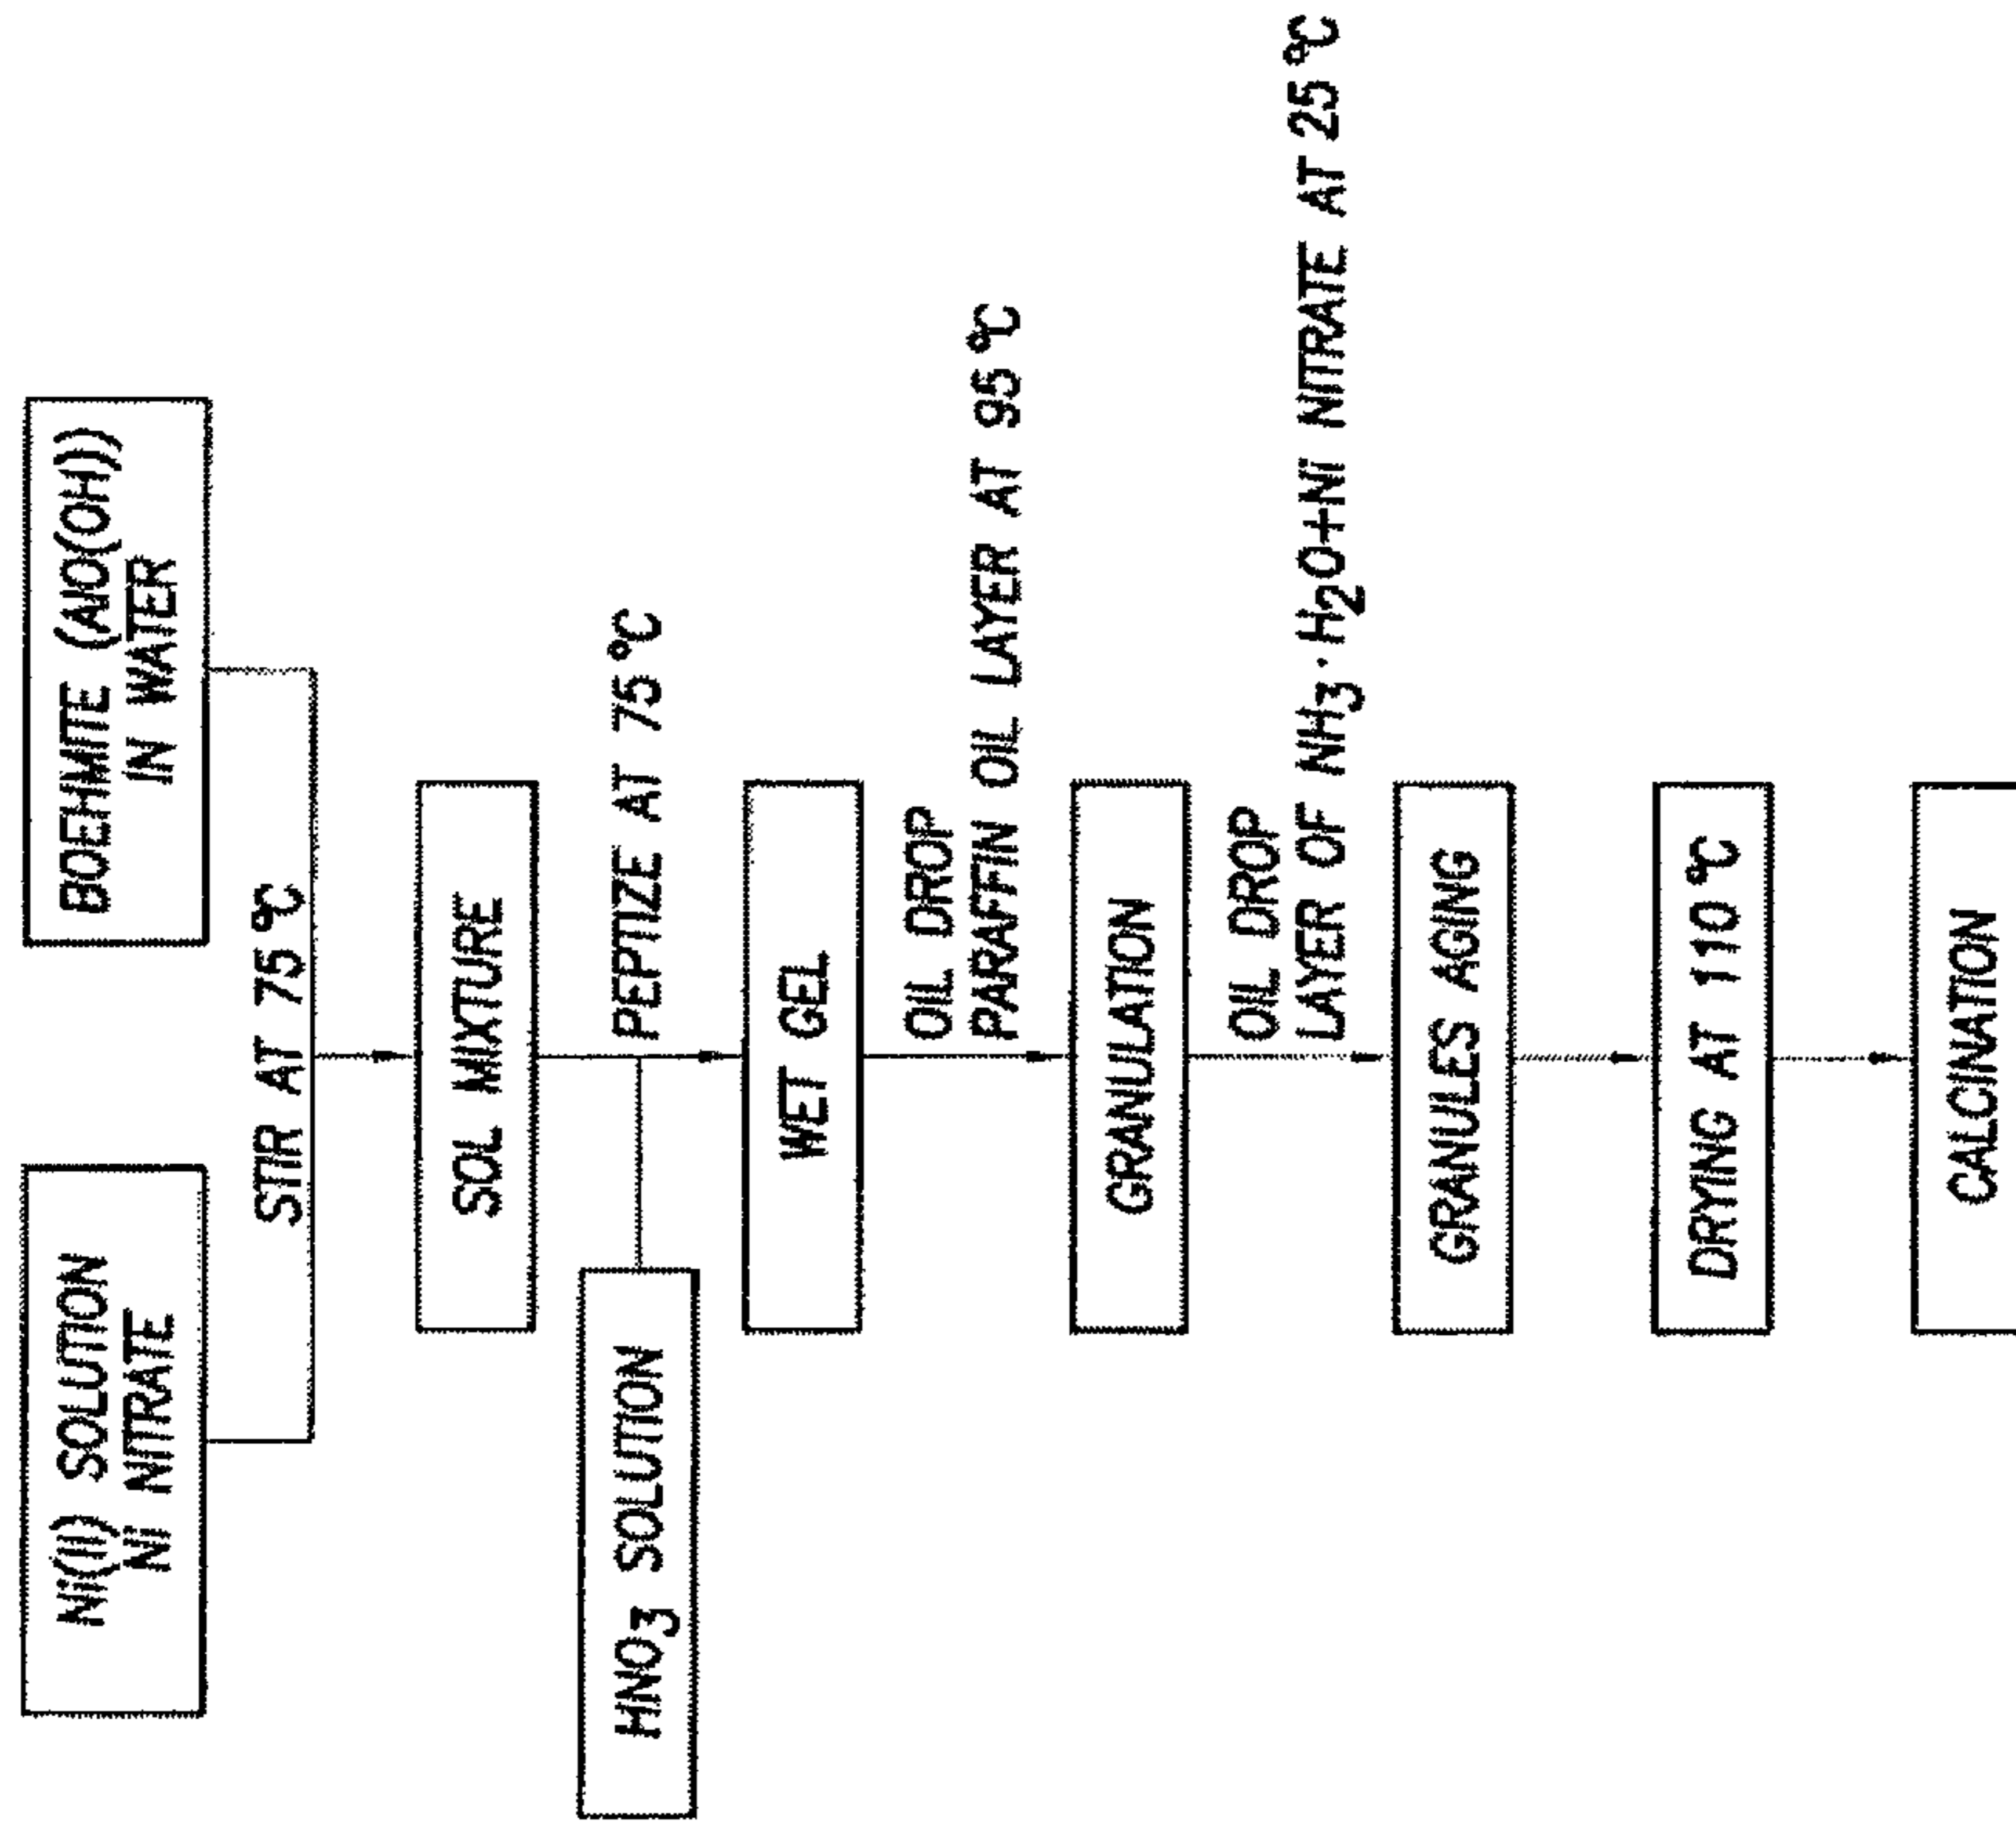 Ni(II) SOLUTION
Ni NITRATE
BOEHMITE (AlO(OH))
IN WATER
STIR AT 75°C
SOL MIXTURE
HNO3 SOLUTION
PEPTIZE AT 75°C
WET GEL
OIL DROP
PARAFFIN OIL LAYER AT 95°C
GRANULATION
OIL DROP
LAYER OF NH3·H2O+Ni NITRATE AT 25°C
GRANULES AGING
DRYING AT 110°C
CALCINATION